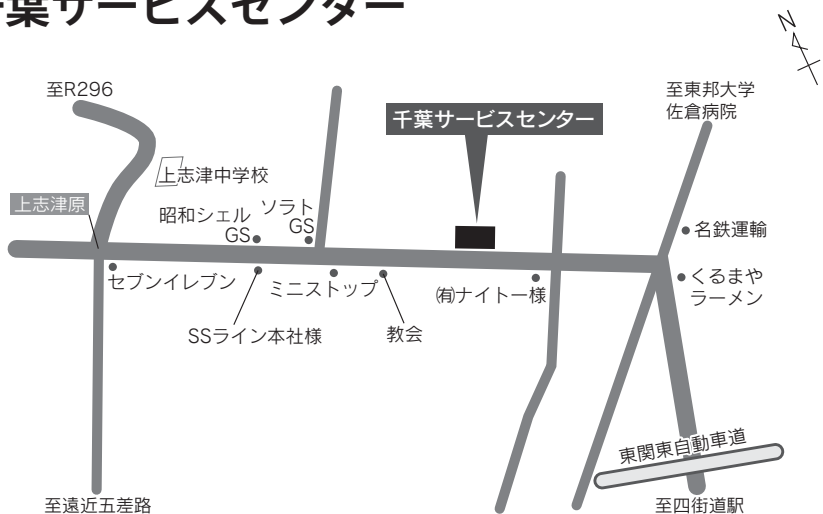 千葉サービスセンター
N
至R296
至東邦大学
佐倉病院
千葉サービスセンター
上志津中学校
上志津原
昭和シェル
GS
ソラト
GS
名鉄運輸
セブンイレブン
ミニストップ
㈲ナイトー様
くるまや
ラーメン
SSライン本社様
教会
東関東自動車道
至遠近五差路
至四街道駅